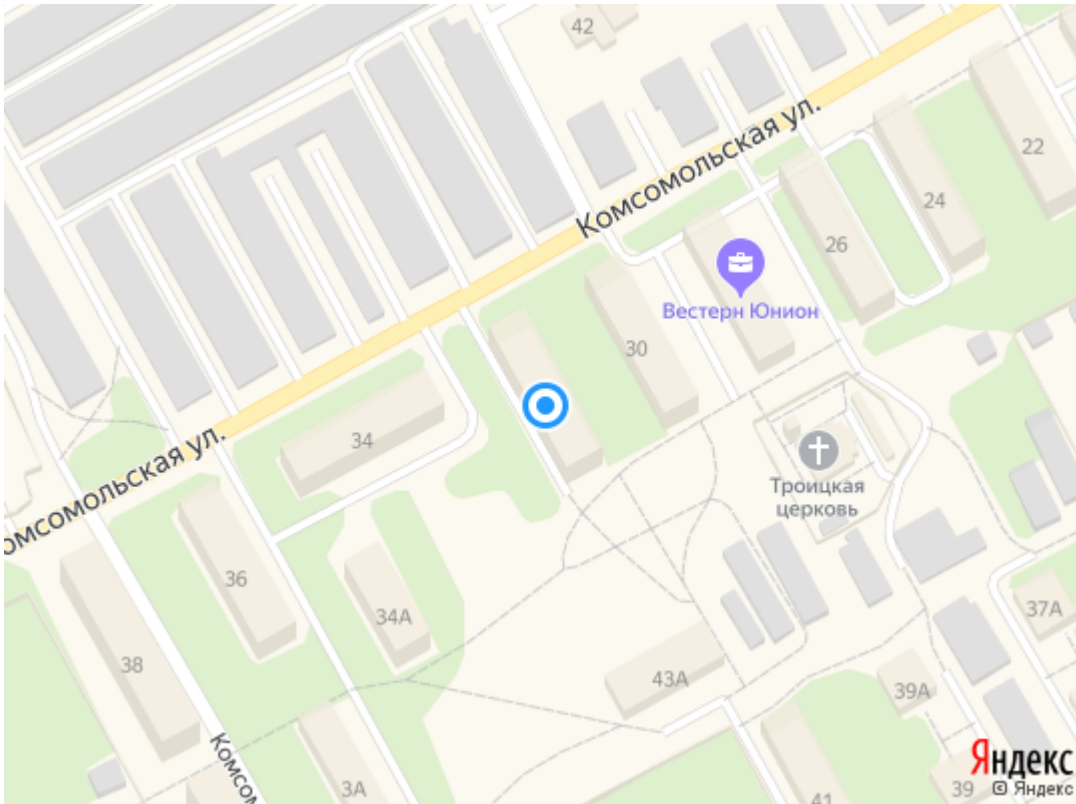 42
Комсомольская ул.
22
24
26
Вестерн Юнион
30
34
Троицкая
церковь
омсомольская ул.
36
34А
37А
38
43А
39А
Комсом
3А
41
39
Яндекс
© Яндекс